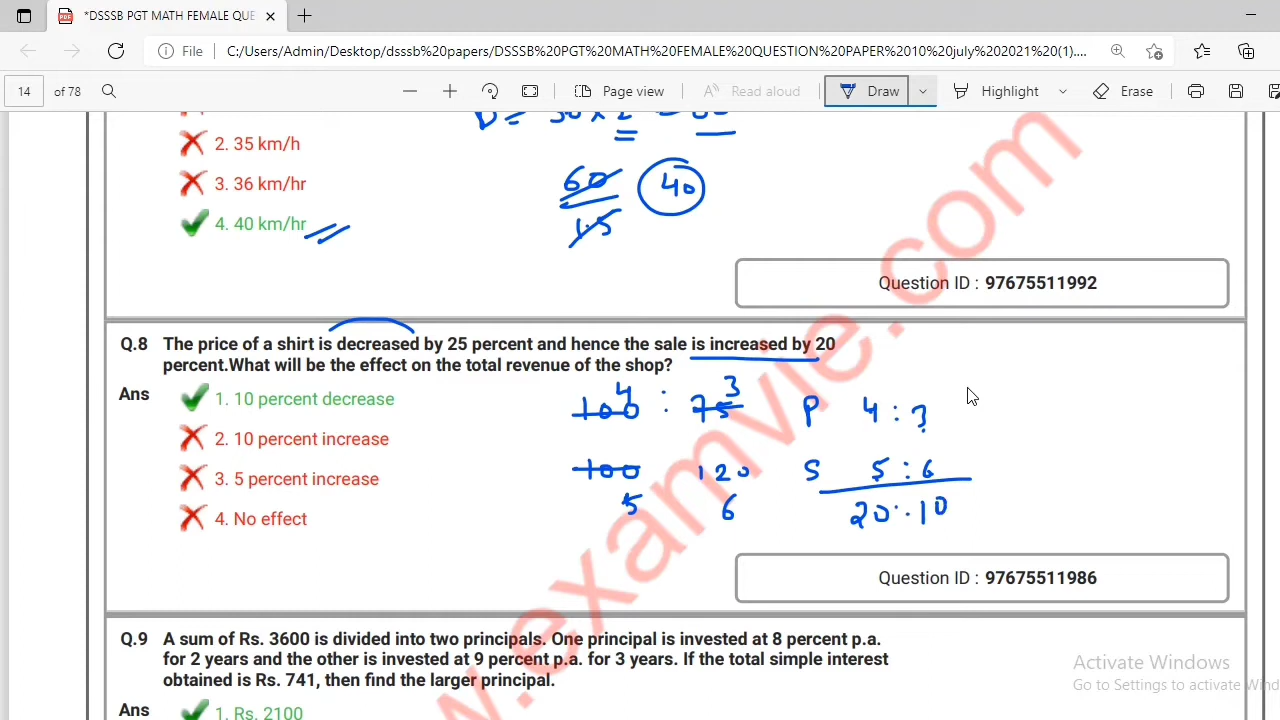 *DSSSB PGT MATH FEMALE QUE
File
C:/Users/Admin/Desktop/dsssb%20papers/DSSSB%20PGT%20MATH%20FEMALE%20QUESTION%20PAPER%2010%20july%202021%20(1)....
14 of 78
Page view
Read aloud
Draw
Highlight
Erase
2. 35 km/h
3. 36 km/hr
4. 40 km/hr
60
1.5
40
Question ID : 97675511992
Q.8 The price of a shirt is decreased by 25 percent and hence the sale is increased by 20
percent.What will be the effect on the total revenue of the shop?
Ans 1. 10 percent decrease
2. 10 percent increase
3. 5 percent increase
4. No effect
4 3
100 : 75 P 4 : 3
100 120 S 5 : 6
5 6 20 : 18
Question ID : 97675511986
Q.9 A sum of Rs. 3600 is divided into two principals. One principal is invested at 8 percent p.a.
for 2 years and the other is invested at 9 percent p.a. for 3 years. If the total simple interest
obtained is Rs. 741, then find the larger principal.
Ans 1. Rs. 2100
w.examvie.com
Activate Windows
Go to Settings to activate Wind